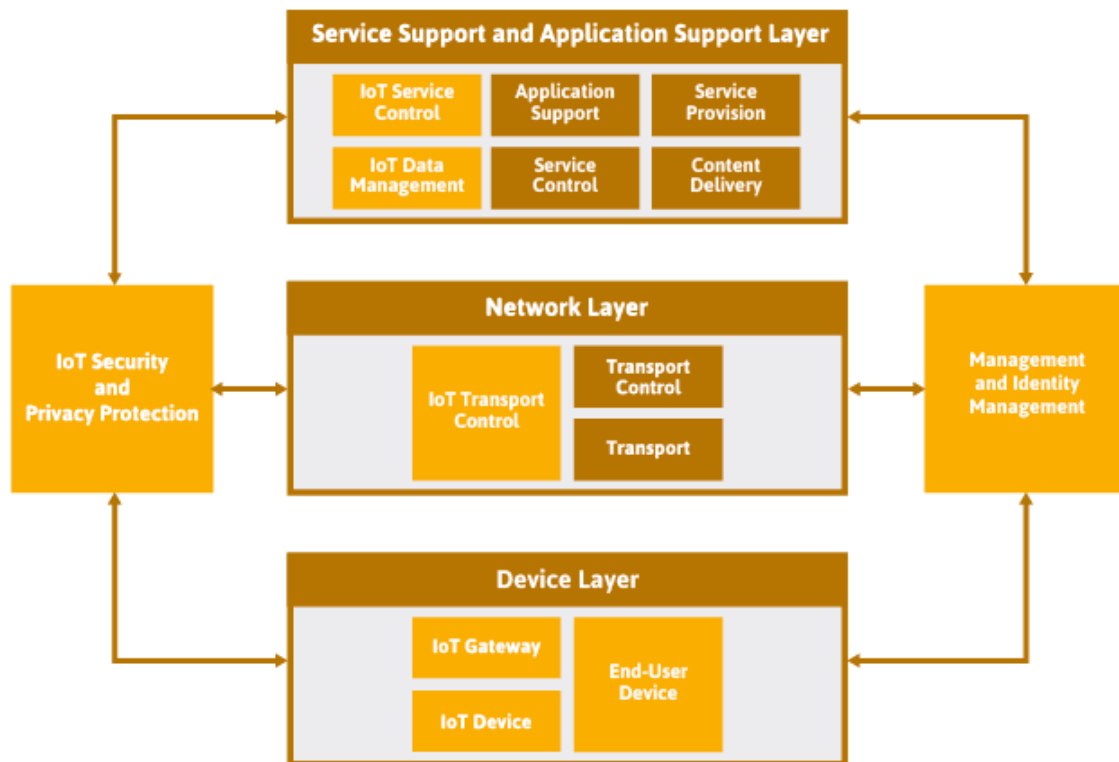 Service Support and Application Support Layer
IoT Service
Control
Application
Support
Service
Provision
IoT Data
Management
Service
Control
Content
Delivery
IoT Security
and
Privacy Protection
Network Layer
IoT Transport
Control
Transport
Control
Transport
Management
and Identity
Management
Device Layer
IoT Gateway
IoT Device
End-User
Device